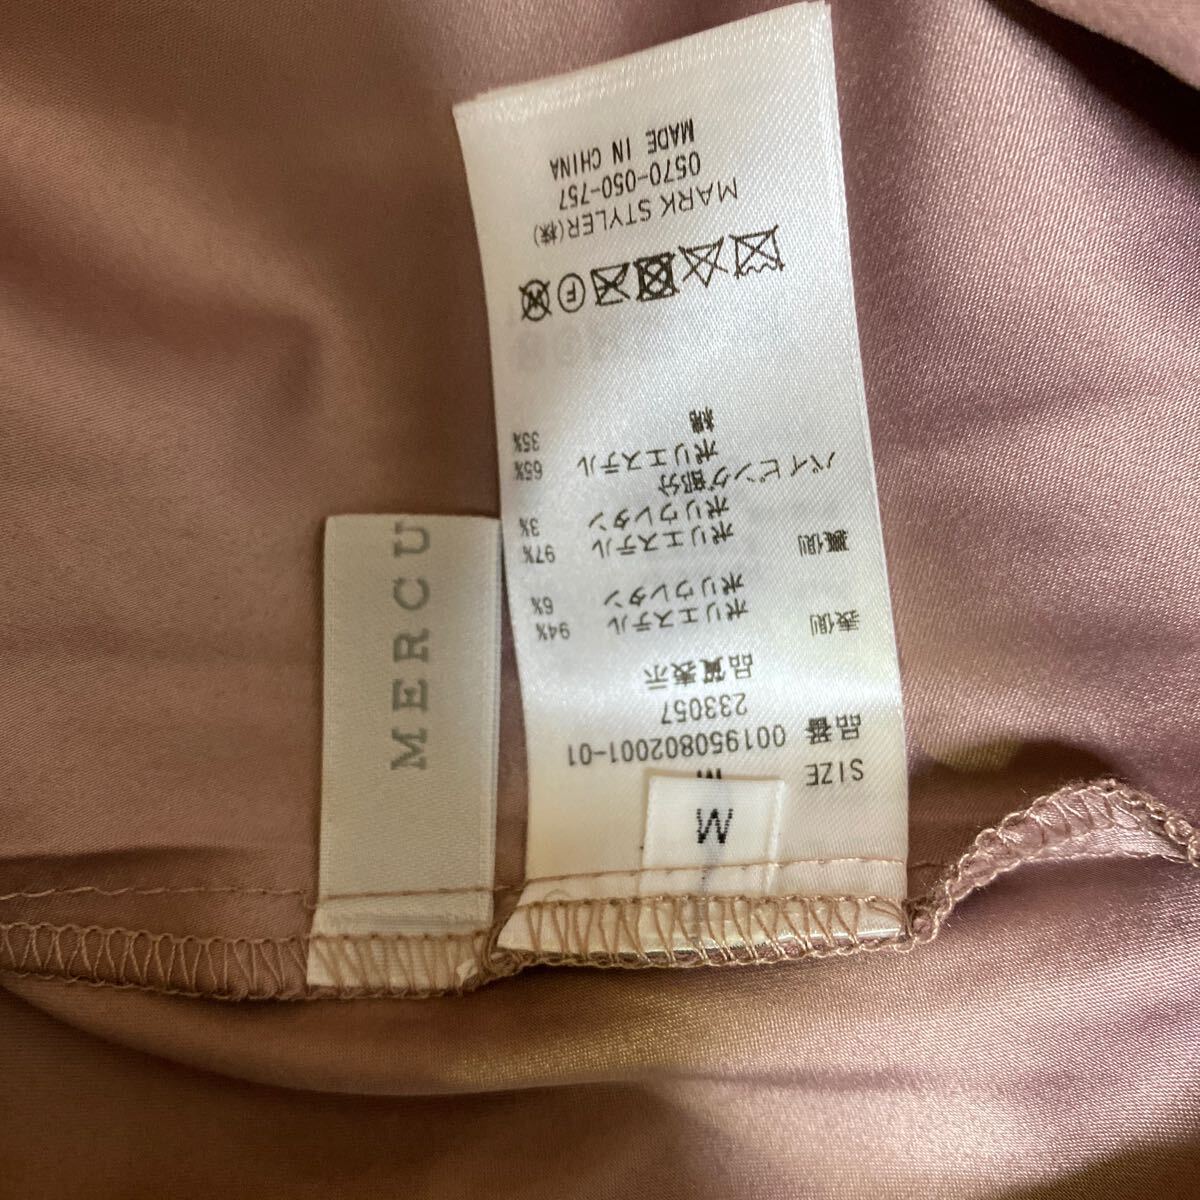 SIZE M
品番 001950802001-01
233057
品質表示
表側 ポリエステル 94%
ポリウレタン 6%
裏側 ポリエステル 97%
ポリウレタン 3%
パイピング部分
ポリエステル 65%
綿 35%
MARK STYLER(株)
0570-050-757
MADE IN CHINA
M
MERCU